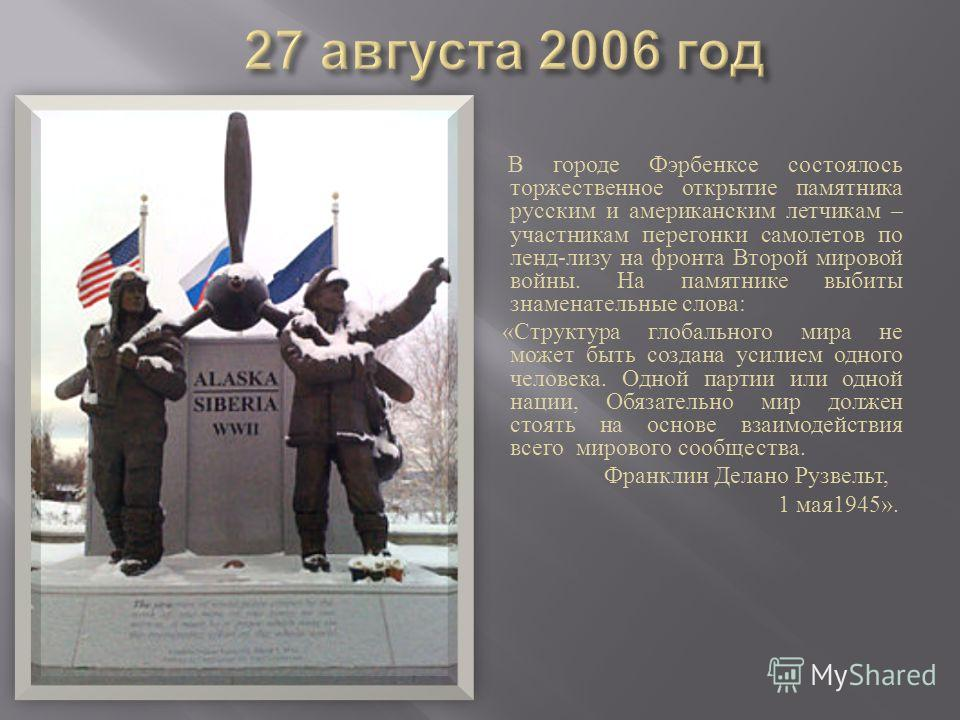 27 августа 2006 год
В городе Фэрбенксе состоялось
торжественное открытие памятника
русским и американским летчикам –
участникам перегонки самолетов по
ленд-лизу на фронта Второй мировой
войны. На памятнике выбиты
знаменательные слова:
«Структура глобального мира не
может быть создана усилием одного
человека. Одной партии или одной
нации, Обязательно мир должен
стоять на основе взаимодействия
всего мирового сообщества.
Франклин Делано Рузвельт,
1 мая1945».
ALASKA
SIBERIA
WWII
MyShared